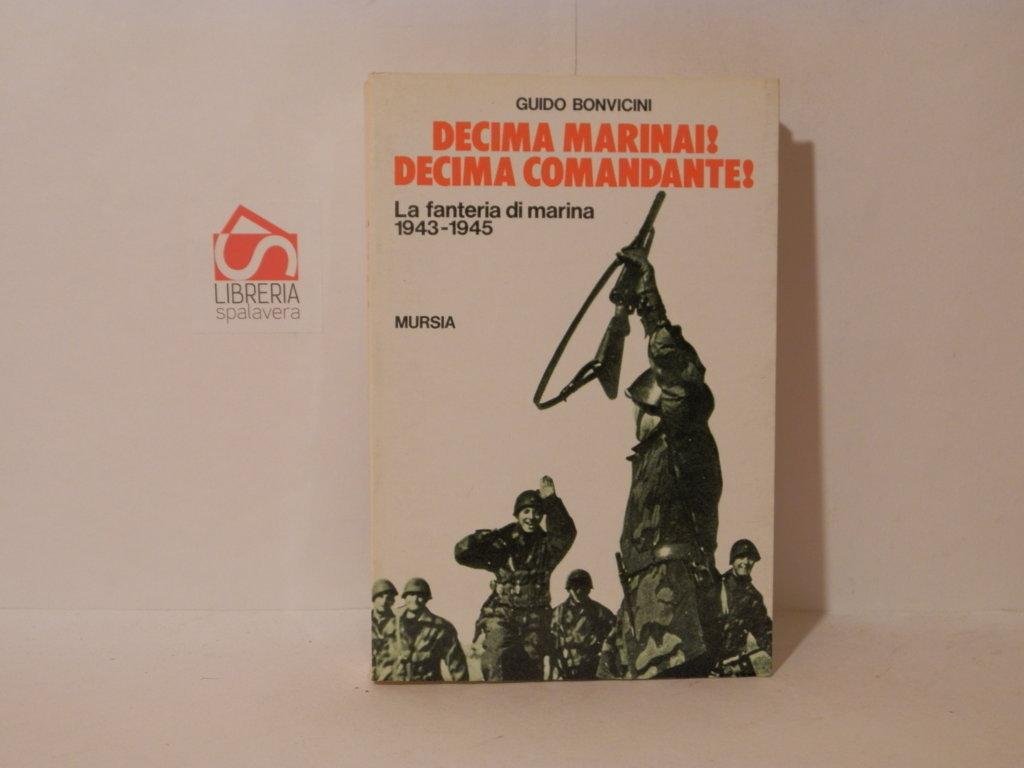 GUIDO BONVICINI
DECIMA MARINAI!
DECIMA COMANDANTE!
La fanteria di marina
1943-1945
MURSIA
LIBRERIA
spalavera